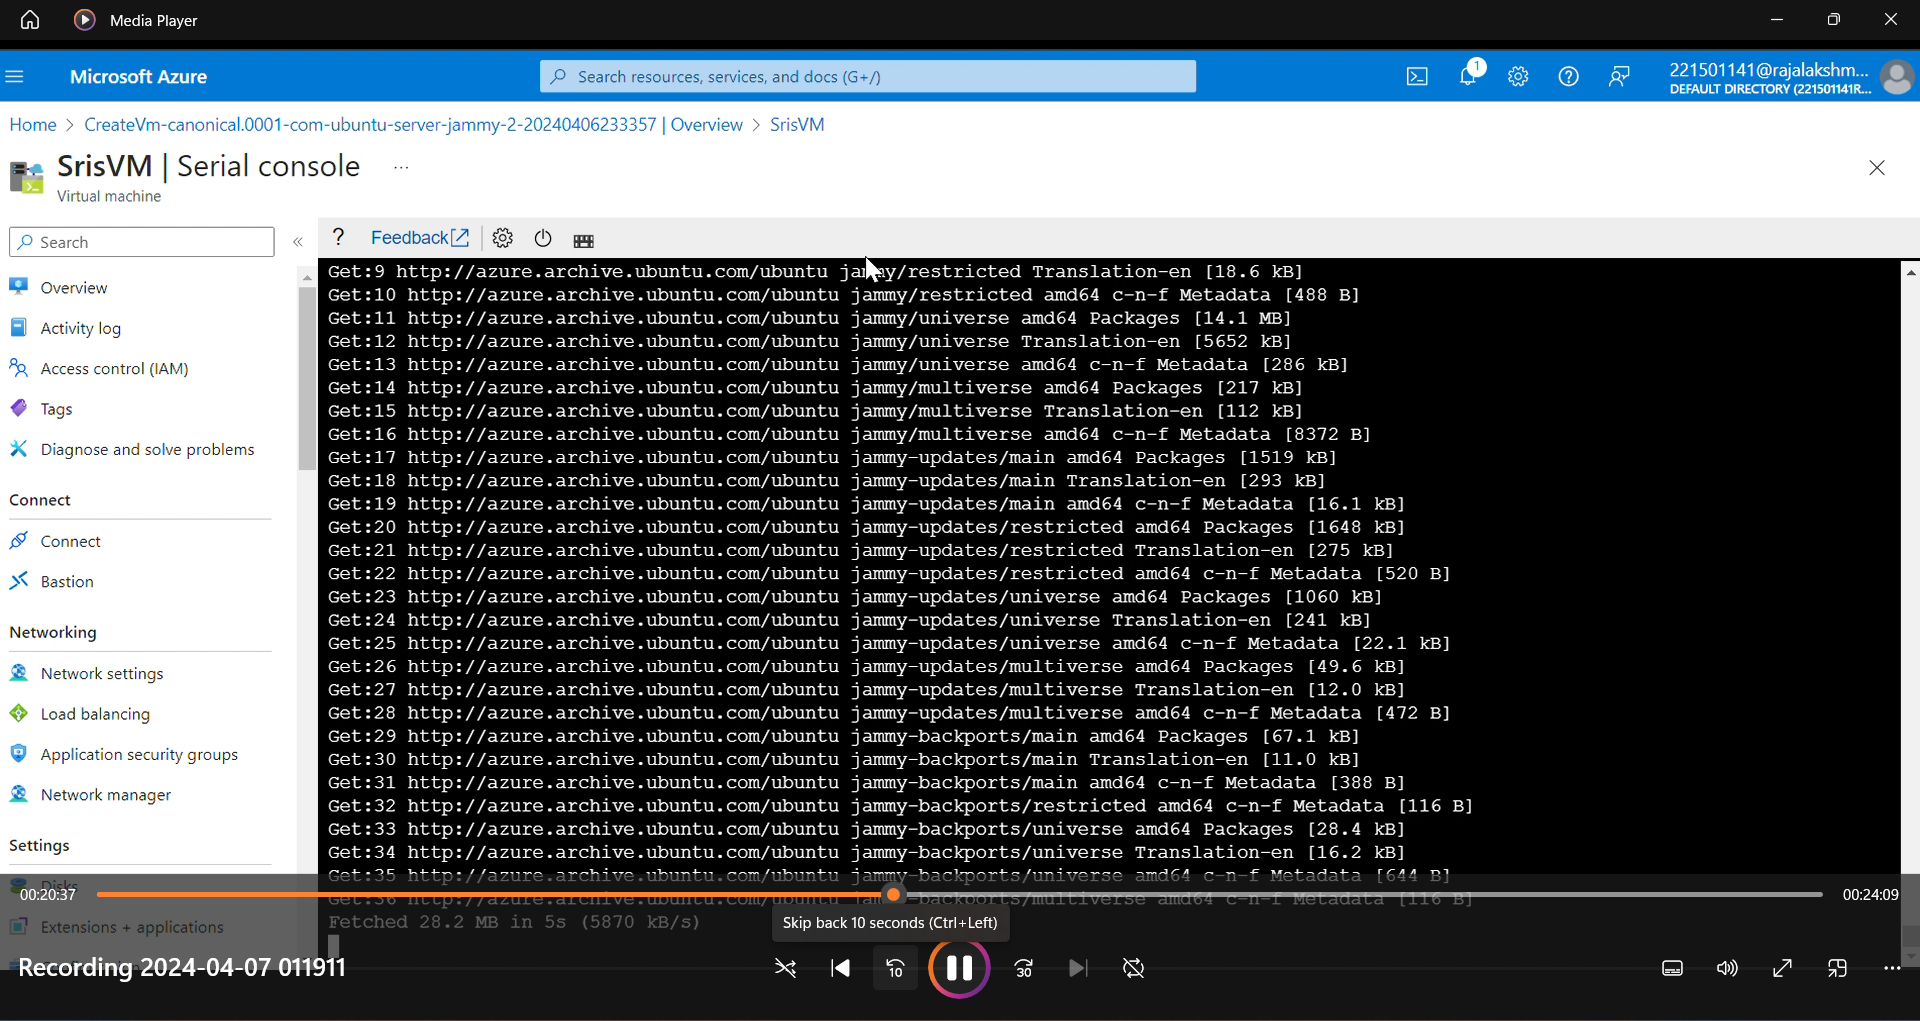 Media Player
Microsoft Azure
Search resources, services, and docs (G+/)
1
221501141@rajalakshm...
DEFAULT DIRECTORY (221501141R...
Home > CreateVm-canonical.0001-com-ubuntu-server-jammy-2-20240406233357 | Overview > SrisVM
SrisVM | Serial console ...
Virtual machine
Search
«
? Feedback
Overview
Activity log
Access control (IAM)
Tags
Diagnose and solve problems
Connect
Connect
Bastion
Networking
Network settings
Load balancing
Application security groups
Network manager
Settings
Disks
Extensions + applications
Get:9 http://azure.archive.ubuntu.com/ubuntu jammy/restricted Translation-en [18.6 kB]
Get:10 http://azure.archive.ubuntu.com/ubuntu jammy/restricted amd64 c-n-f Metadata [488 B]
Get:11 http://azure.archive.ubuntu.com/ubuntu jammy/universe amd64 Packages [14.1 MB]
Get:12 http://azure.archive.ubuntu.com/ubuntu jammy/universe Translation-en [5652 kB]
Get:13 http://azure.archive.ubuntu.com/ubuntu jammy/universe amd64 c-n-f Metadata [286 kB]
Get:14 http://azure.archive.ubuntu.com/ubuntu jammy/multiverse amd64 Packages [217 kB]
Get:15 http://azure.archive.ubuntu.com/ubuntu jammy/multiverse Translation-en [112 kB]
Get:16 http://azure.archive.ubuntu.com/ubuntu jammy/multiverse amd64 c-n-f Metadata [8372 B]
Get:17 http://azure.archive.ubuntu.com/ubuntu jammy-updates/main amd64 Packages [1519 kB]
Get:18 http://azure.archive.ubuntu.com/ubuntu jammy-updates/main Translation-en [293 kB]
Get:19 http://azure.archive.ubuntu.com/ubuntu jammy-updates/main amd64 c-n-f Metadata [16.1 kB]
Get:20 http://azure.archive.ubuntu.com/ubuntu jammy-updates/restricted amd64 Packages [1648 kB]
Get:21 http://azure.archive.ubuntu.com/ubuntu jammy-updates/restricted Translation-en [275 kB]
Get:22 http://azure.archive.ubuntu.com/ubuntu jammy-updates/restricted amd64 c-n-f Metadata [520 B]
Get:23 http://azure.archive.ubuntu.com/ubuntu jammy-updates/universe amd64 Packages [1060 kB]
Get:24 http://azure.archive.ubuntu.com/ubuntu jammy-updates/universe Translation-en [241 kB]
Get:25 http://azure.archive.ubuntu.com/ubuntu jammy-updates/universe amd64 c-n-f Metadata [22.1 kB]
Get:26 http://azure.archive.ubuntu.com/ubuntu jammy-updates/multiverse amd64 Packages [49.6 kB]
Get:27 http://azure.archive.ubuntu.com/ubuntu jammy-updates/multiverse Translation-en [12.0 kB]
Get:28 http://azure.archive.ubuntu.com/ubuntu jammy-updates/multiverse amd64 c-n-f Metadata [472 B]
Get:29 http://azure.archive.ubuntu.com/ubuntu jammy-backports/main amd64 Packages [67.1 kB]
Get:30 http://azure.archive.ubuntu.com/ubuntu jammy-backports/main Translation-en [11.0 kB]
Get:31 http://azure.archive.ubuntu.com/ubuntu jammy-backports/main amd64 c-n-f Metadata [388 B]
Get:32 http://azure.archive.ubuntu.com/ubuntu jammy-backports/restricted amd64 c-n-f Metadata [116 B]
Get:33 http://azure.archive.ubuntu.com/ubuntu jammy-backports/universe amd64 Packages [28.4 kB]
Get:34 http://azure.archive.ubuntu.com/ubuntu jammy-backports/universe Translation-en [16.2 kB]
Get:35 http://azure.archive.ubuntu.com/ubuntu jammy-backports/universe amd64 c-n-f Metadata [644 B]
Get:36 http://azure.archive.ubuntu.com/ubuntu jammy-backports/multiverse amd64 c-n-f Metadata [116 B]
Fetched 28.2 MB in 5s (5870 kB/s)
00:20:37
00:24:09
Skip back 10 seconds (Ctrl+Left)
Recording 2024-04-07 011911
10
30